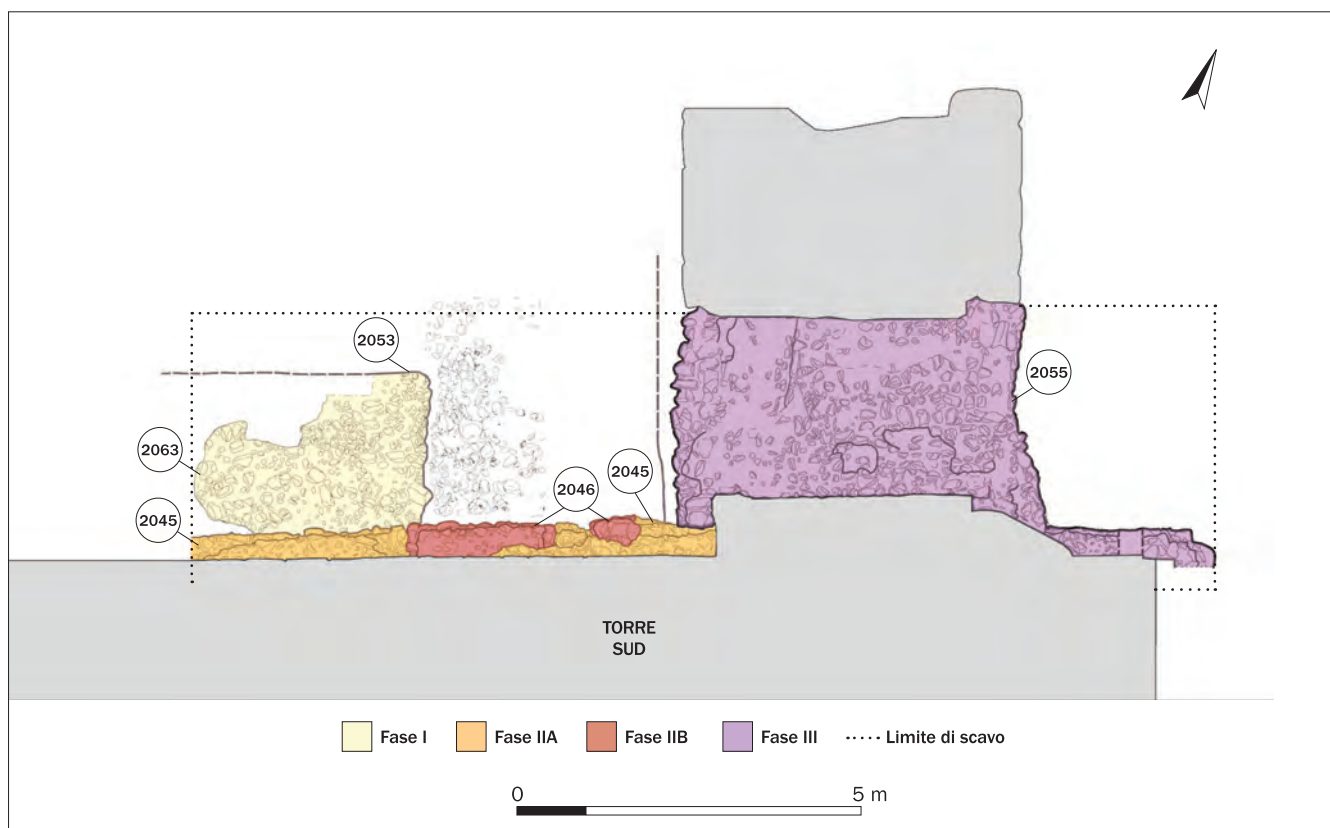 2053
2055
2063
2045
2046
2045
TORRE
SUD
Fase I
Fase IIA
Fase IIB
Fase III
Limite di scavo
0
5 m